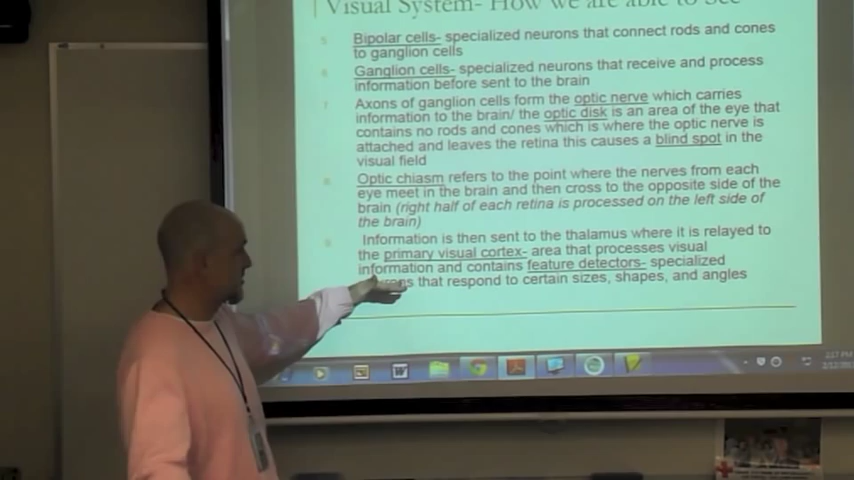 Visual System- How we are able to See
5. Bipolar cells- specialized neurons that connect rods and cones
to ganglion cells
6. Ganglion cells- specialized neurons that receive and process
information before sent to the brain
7. Axons of ganglion cells form the optic nerve which carries
information to the brain/ the optic disk is an area of the eye that
contains no rods and cones which is where the optic nerve is
attached and leaves the retina this causes a blind spot in the
visual field
8. Optic chiasm refers to the point where the nerves from each
eye meet in the brain and then cross to the opposite side of the
brain (right half of each retina is processed on the left side of
the brain)
9. Information is then sent to the thalamus where it is relayed to
the primary visual cortex- area that processes visual
information and contains feature detectors- specialized
that respond to certain sizes, shapes, and angles
W
2:17 PM